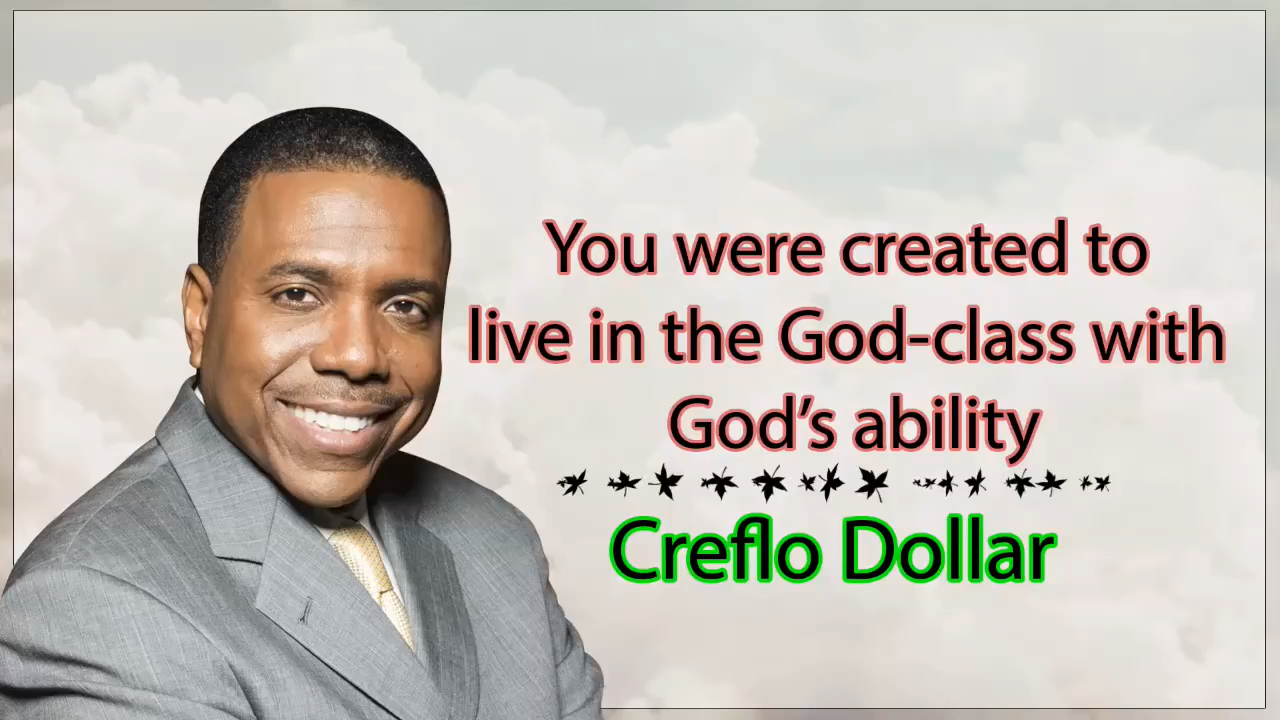 You were created to
live in the God-class with
God’s ability
Creflo Dollar